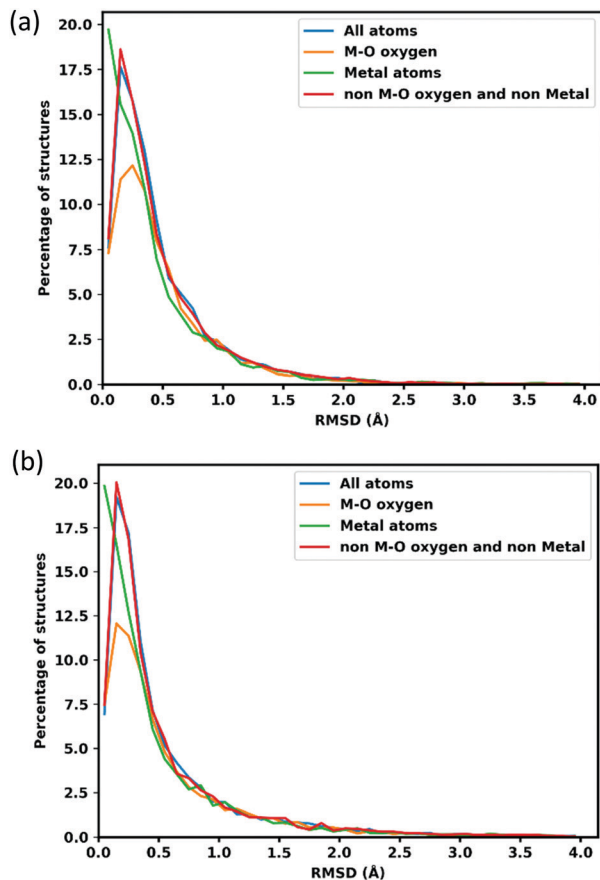 (a)
20.0
17.5
15.0
12.5
10.0
7.5
5.0
2.5
0.0
Percentage of structures
All atoms
M-O oxygen
Metal atoms
non M-O oxygen and non Metal
0.0 0.5 1.0 1.5 2.0 2.5 3.0 3.5 4.0
RMSD (Å)
(b)
20.0
17.5
15.0
12.5
10.0
7.5
5.0
2.5
0.0
Percentage of structures
All atoms
M-O oxygen
Metal atoms
non M-O oxygen and non Metal
0.0 0.5 1.0 1.5 2.0 2.5 3.0 3.5 4.0
RMSD (Å)